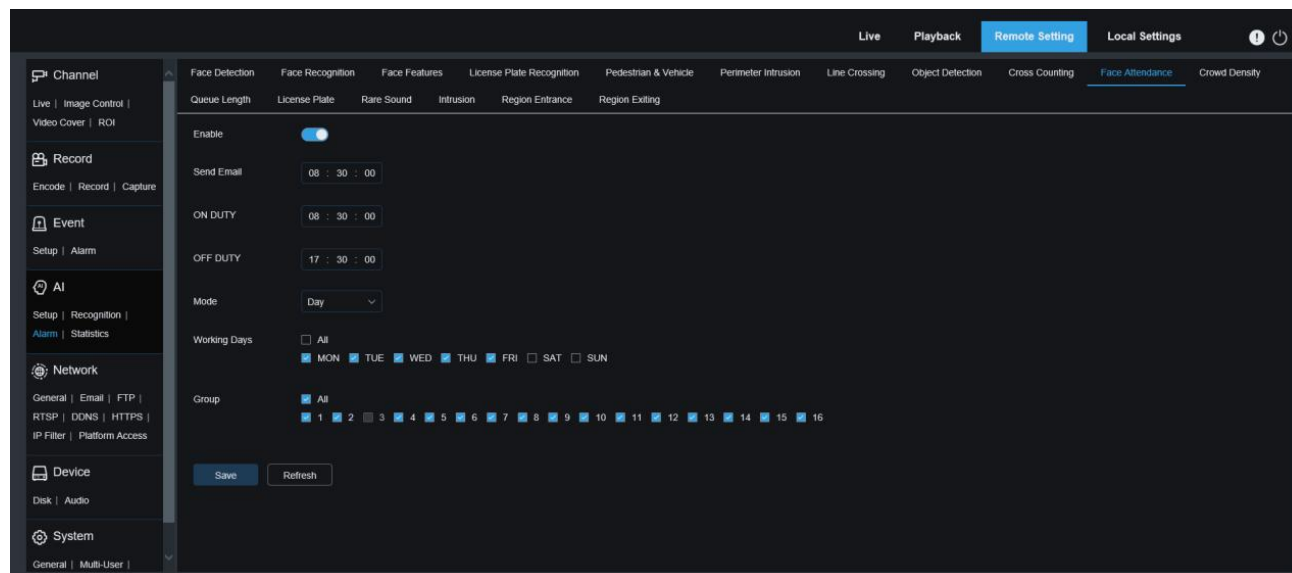 Live Playback Remote Setting Local Settings
Channel
Live | Image Control |
Video Cover | ROI
Record
Encode | Record | Capture
Event
Setup | Alarm
AI
Setup | Recognition |
Alarm | Statistics
Network
General | Email | FTP |
RTSP | DDNS | HTTPS |
IP Filter | Platform Access
Device
Disk | Audio
System
General | Multi-User |
Face Detection Face Recognition Face Features License Plate Recognition Pedestrian & Vehicle Perimeter Intrusion Line Crossing Object Detection Cross Counting Face Attendance Crowd Density
Queue Length License Plate Rare Sound Intrusion Region Entrance Region Exiting
Enable
Send Email 08 : 30 : 00
ON DUTY 08 : 30 : 00
OFF DUTY 17 : 30 : 00
Mode Day
Working Days All
MON TUE WED THU FRI SAT SUN
Group All
1 2 3 4 5 6 7 8 9 10 11 12 13 14 15 16
Save Refresh